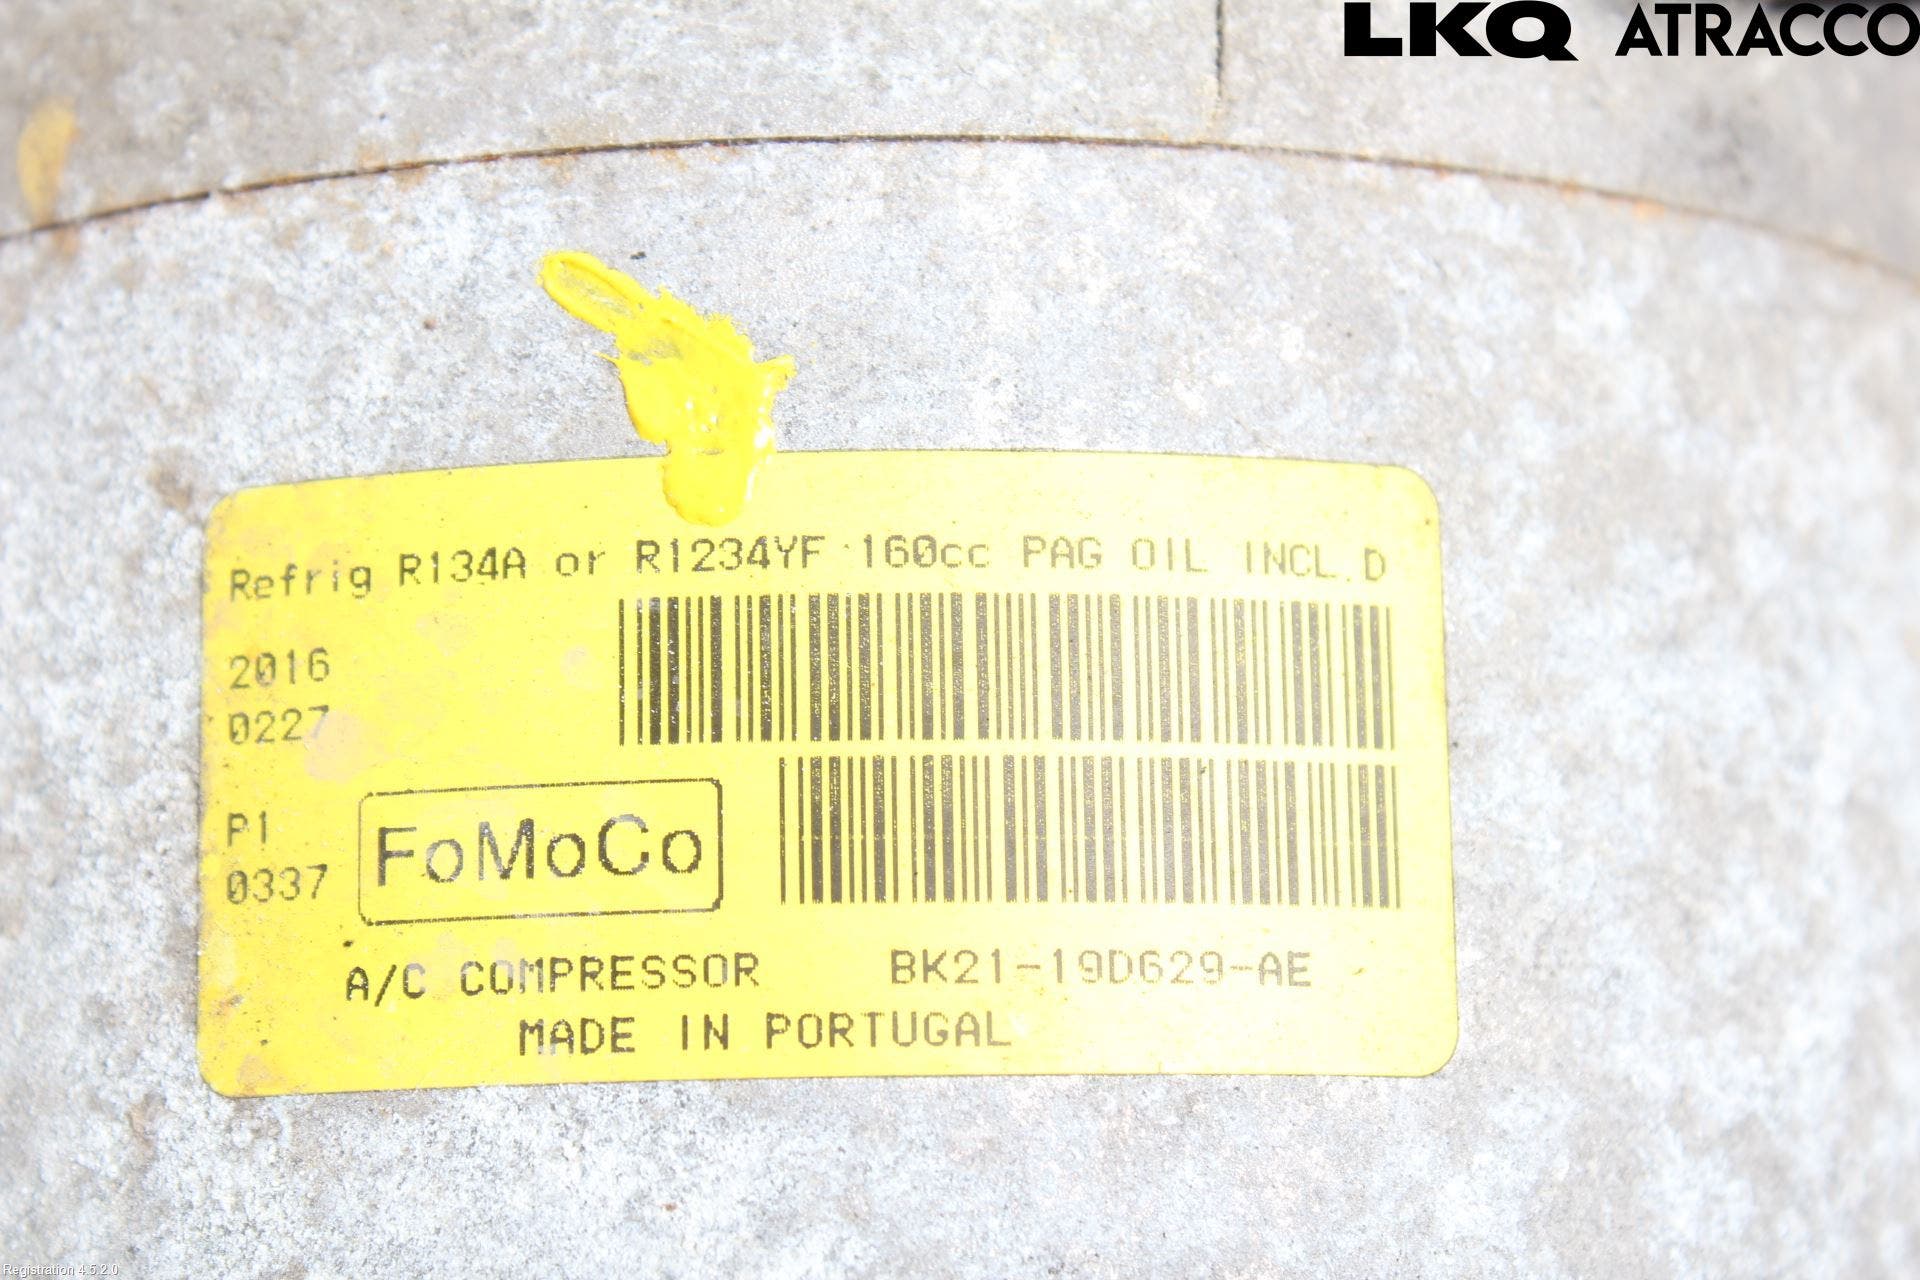 LKQ ATRACCO
Refrig R134A or R1234YF 160cc PAG OIL INCL.D
2016
0227
P1
0337
FoMoCo
A/C COMPRESSOR BK21-19D629-AE
MADE IN PORTUGAL
Registration 4.5.2.0